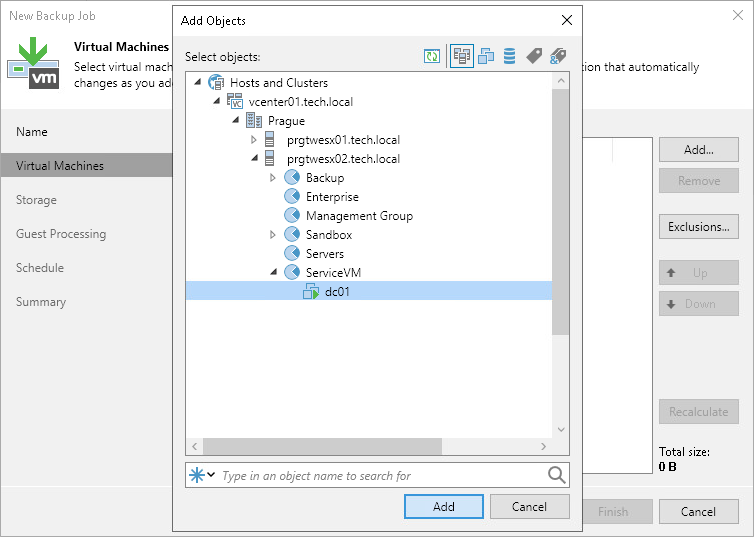 New Backup Job
Add Objects
Virtual Machines
Select virtual mach
tion that automatically
changes as you add
Select objects:
Hosts and Clusters
vcenter01.tech.local
VC
Prague
prgtwesx01.tech.local
prgtwesx02.tech.local
Backup
Enterprise
Management Group
Sandbox
Servers
ServiceVM
dc01
Type in an object name to search for
Add
Cancel
vm
Name
Virtual Machines
Storage
Guest Processing
Schedule
Summary
Add...
Remove
Exclusions...
Up
Down
Recalculate
Total size:
0 B
Finish
Cancel